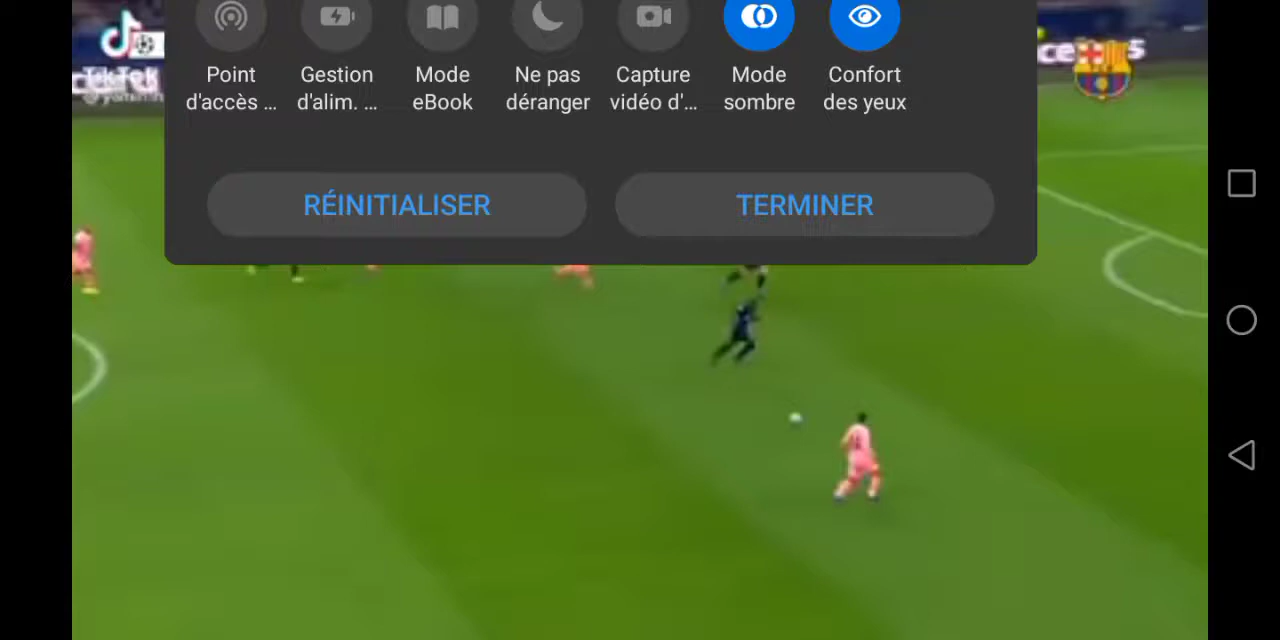 Point
d'accès ...
Gestion
d'alim. ...
Mode
eBook
Ne pas
déranger
Capture
vidéo d'...
Mode
sombre
Confort
des yeux
RÉINITIALISER
TERMINER
TikTok